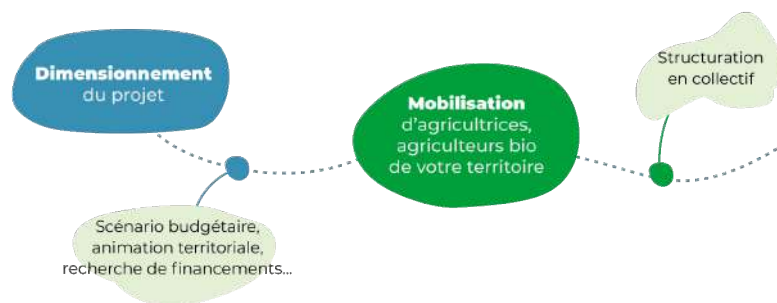 Dimensionnement
du projet
Scénario budgétaire,
animation territoriale,
recherche de financements...
Mobilisation
d'agricultrices,
agriculteurs bio
de votre territoire
Structuration
en collectif